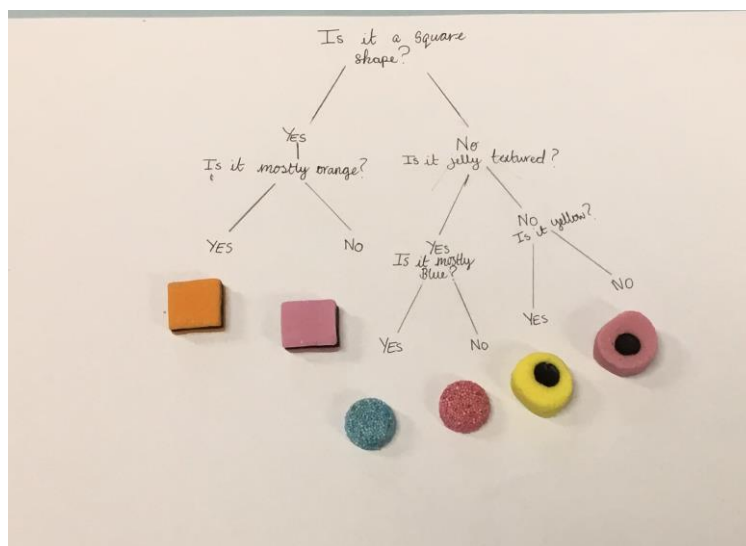 Is it a square
shape?
YES
No
Is it mostly orange?
Is it jelly textured?
YES
NO
YES
Is it mostly
Blue?
NO
Is it yellow?
YES
NO
YES
NO